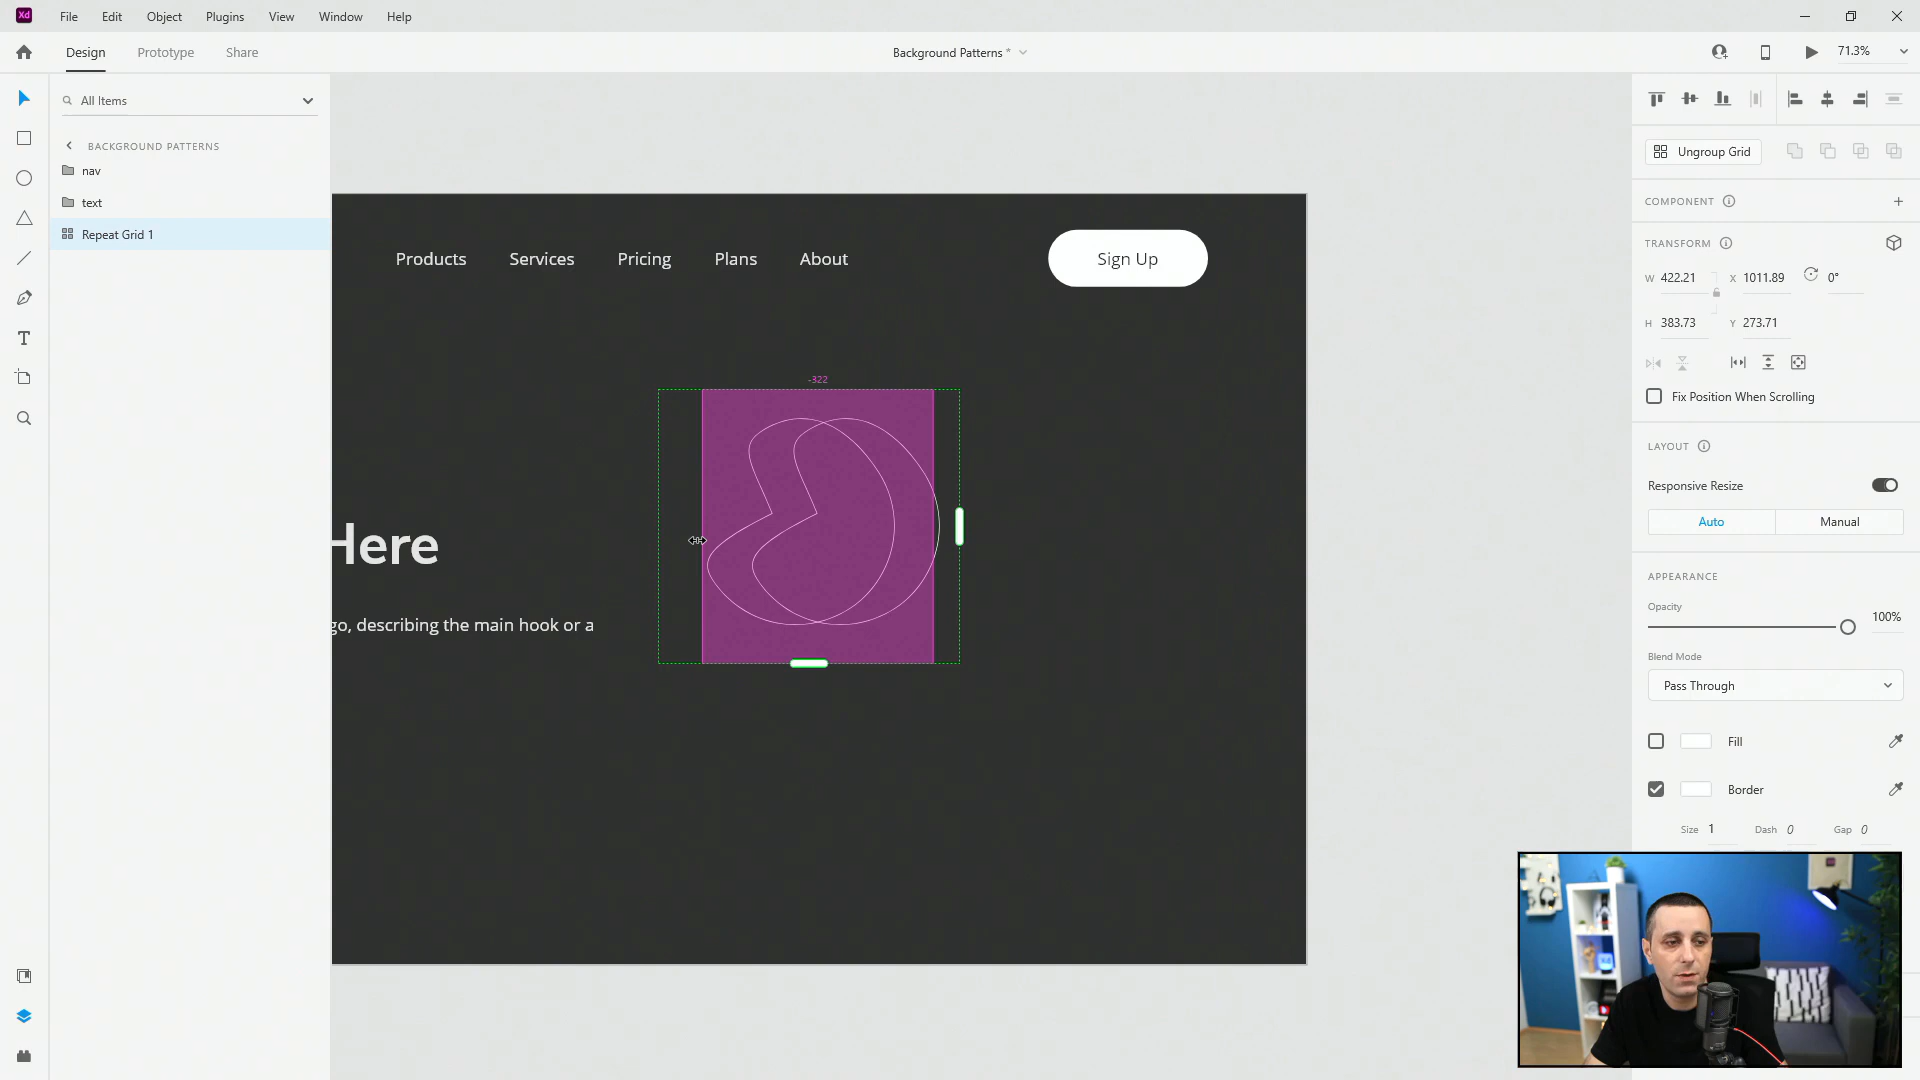 Xd File Edit Object Plugins View Window Help
Design Prototype Share Background Patterns * 71.3%
All Items
BACKGROUND PATTERNS
nav
text
Repeat Grid 1
Products Services Pricing Plans About Sign Up
-322
Here
go, describing the main hook or a
Ungroup Grid
COMPONENT
TRANSFORM
W 422.21 X 1011.89 0°
H 383.73 Y 273.71
Fix Position When Scrolling
LAYOUT
Responsive Resize
Auto Manual
APPEARANCE
Opacity
100%
Blend Mode
Pass Through
Fill
Border
Size 1 Dash 0 Gap 0